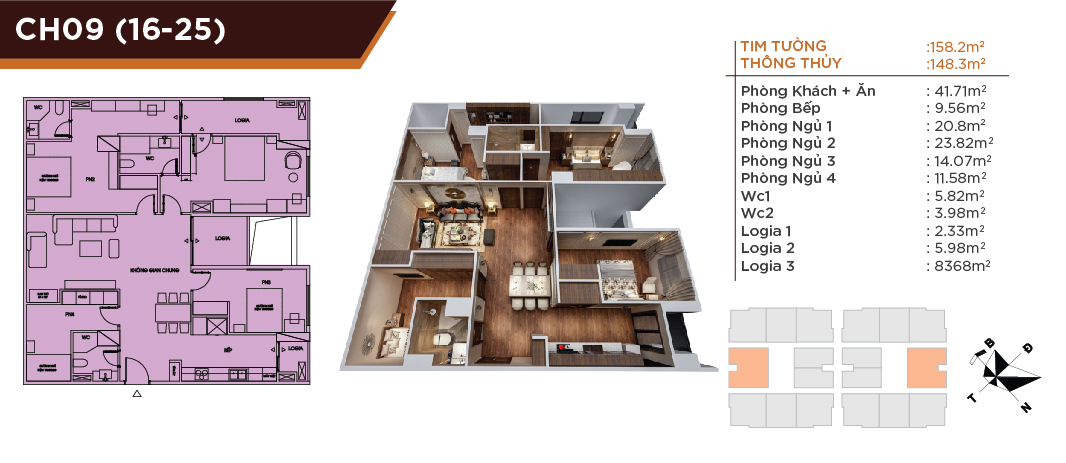 CH09 (16-25)
TIM TƯỜNG :158.2m²
THÔNG THỦY :148.3m²
Phòng Khách + Ăn : 41.71m²
Phòng Bếp : 9.56m²
Phòng Ngủ 1 : 20.8m²
Phòng Ngủ 2 : 23.82m²
Phòng Ngủ 3 : 14.07m²
Phòng Ngủ 4 : 11.58m²
Wc1 : 5.82m²
Wc2 : 3.98m²
Logia 1 : 2.33m²
Logia 2 : 5.98m²
Logia 3 : 8368m²
WC
LOGIA
WC
PN2
LOGIA
KHÔNG GIAN CHUNG
PN3
PN4
WC
BẾP
LOGIA
B
Đ
T
N